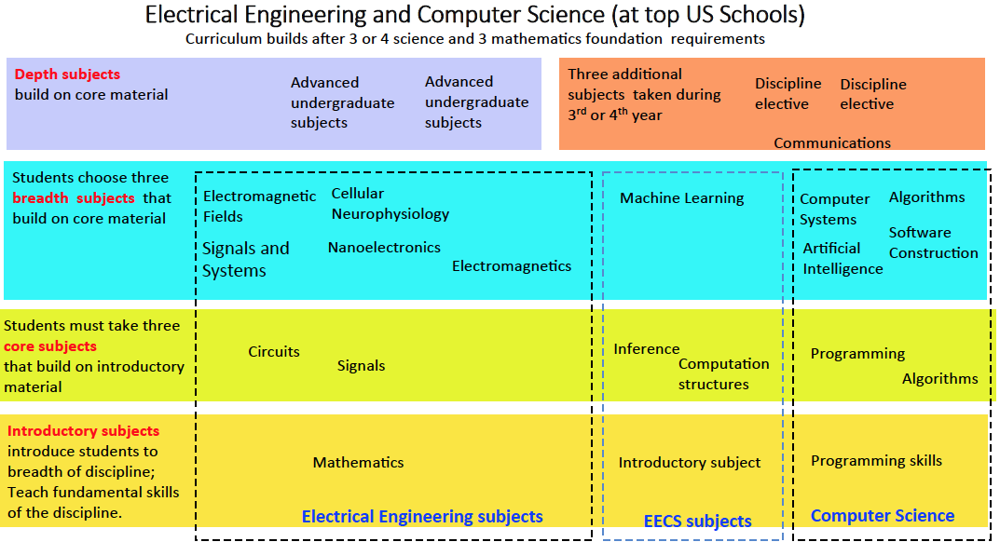 Electrical Engineering and Computer Science (at top US Schools)
Curriculum builds after 3 or 4 science and 3 mathematics foundation requirements
Depth subjects
build on core material
Advanced
undergraduate
subjects
Advanced
undergraduate
subjects
Three additional
subjects taken during
3rd or 4th year
Discipline
elective
Discipline
elective
Communications
Students choose three
breadth subjects that
build on core material
Electromagnetic
Fields
Cellular
Neurophysiology
Signals and
Systems
Nanoelectronics
Electromagnetics
Machine Learning
Computer
Systems
Algorithms
Artificial
Intelligence
Software
Construction
Students must take three
core subjects
that build on introductory
material
Circuits
Signals
Inference
Computation
structures
Programming
Algorithms
Introductory subjects
introduce students to
breadth of discipline;
Teach fundamental skills
of the discipline.
Mathematics
Introductory subject
Programming skills
Electrical Engineering subjects
EECS subjects
Computer Science